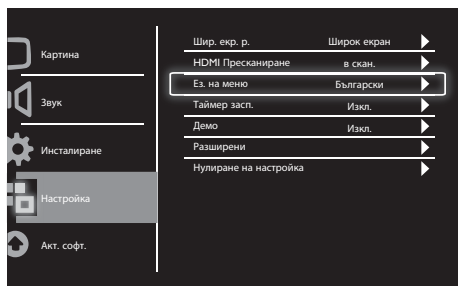 Картина
Звук
Инсталиране
Настройка
Акт. софт.
Шир. екр. р. Широк екран
HDMI Пресканиране в скан.
Ез. на меню Български
Таймер засп. Изкл.
Демо Изкл.
Разширени
Нулиране на настройка